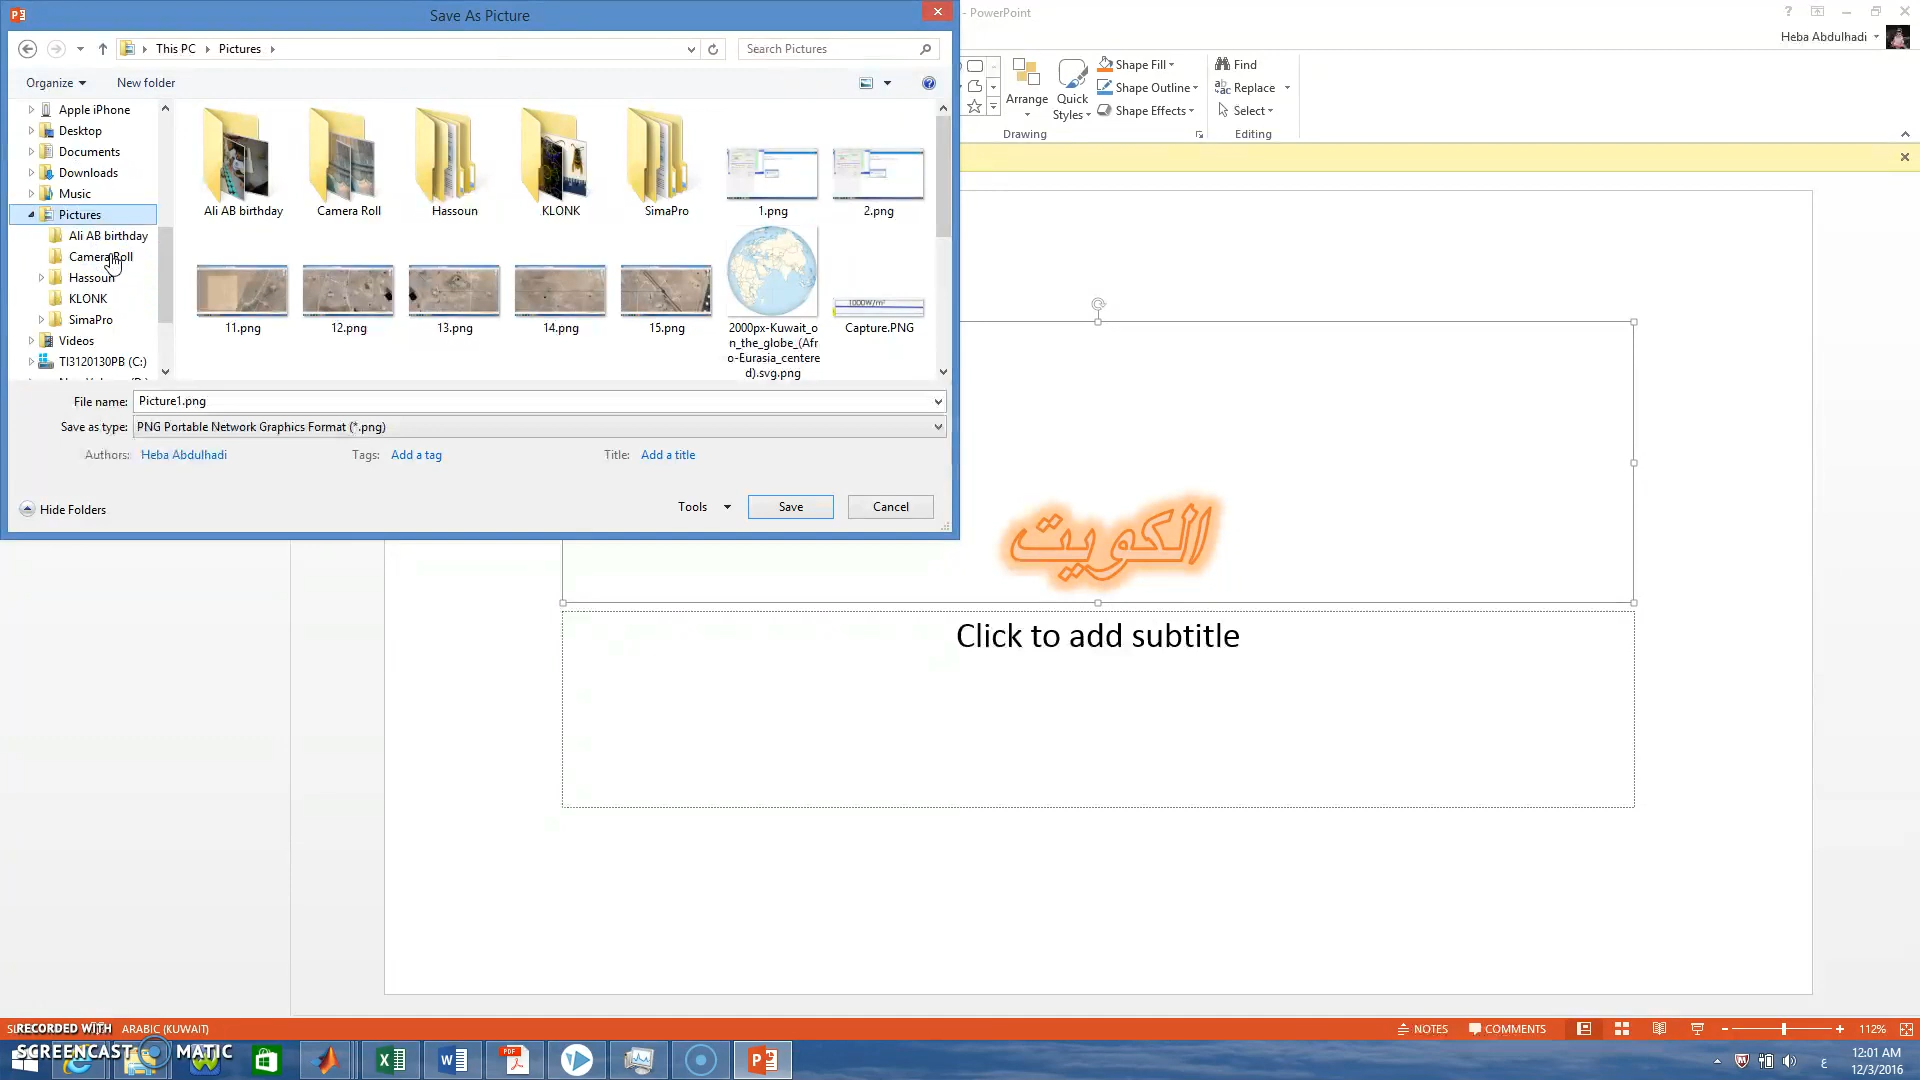 Save As Picture
- PowerPoint
Heba Abdulhadi
This PC
Pictures
Search Pictures
Organize
New folder
Shape Fill
Shape Outline
Shape Effects
Arrange
Quick
Styles
Drawing
Find
Replace
Select
Editing
Apple iPhone
Desktop
Documents
Downloads
Music
Pictures
Ali AB birthday
Camera Roll
Hassoun
KLONK
SimaPro
Videos
TI3120130PB (C:)
Ali AB birthday
Camera Roll
Hassoun
KLONK
SimaPro
1.png
2.png
1000W/m²
11.png
12.png
13.png
14.png
15.png
2000px-Kuwait_o
n_the_globe_(Afr
o-Eurasia_centere
d).svg.png
Capture.PNG
File name:
Picture1.png
Save as type:
PNG Portable Network Graphics Format (*.png)
Authors:
Heba Abdulhadi
Tags:
Add a tag
Title:
Add a title
Hide Folders
Tools
Save
Cancel
الكويت
Click to add subtitle
RECORDED WITH
ARABIC (KUWAIT)
NOTES
COMMENTS
112%
SCREENCAST MATIC
PDF
ع
12:01 AM
12/3/2016